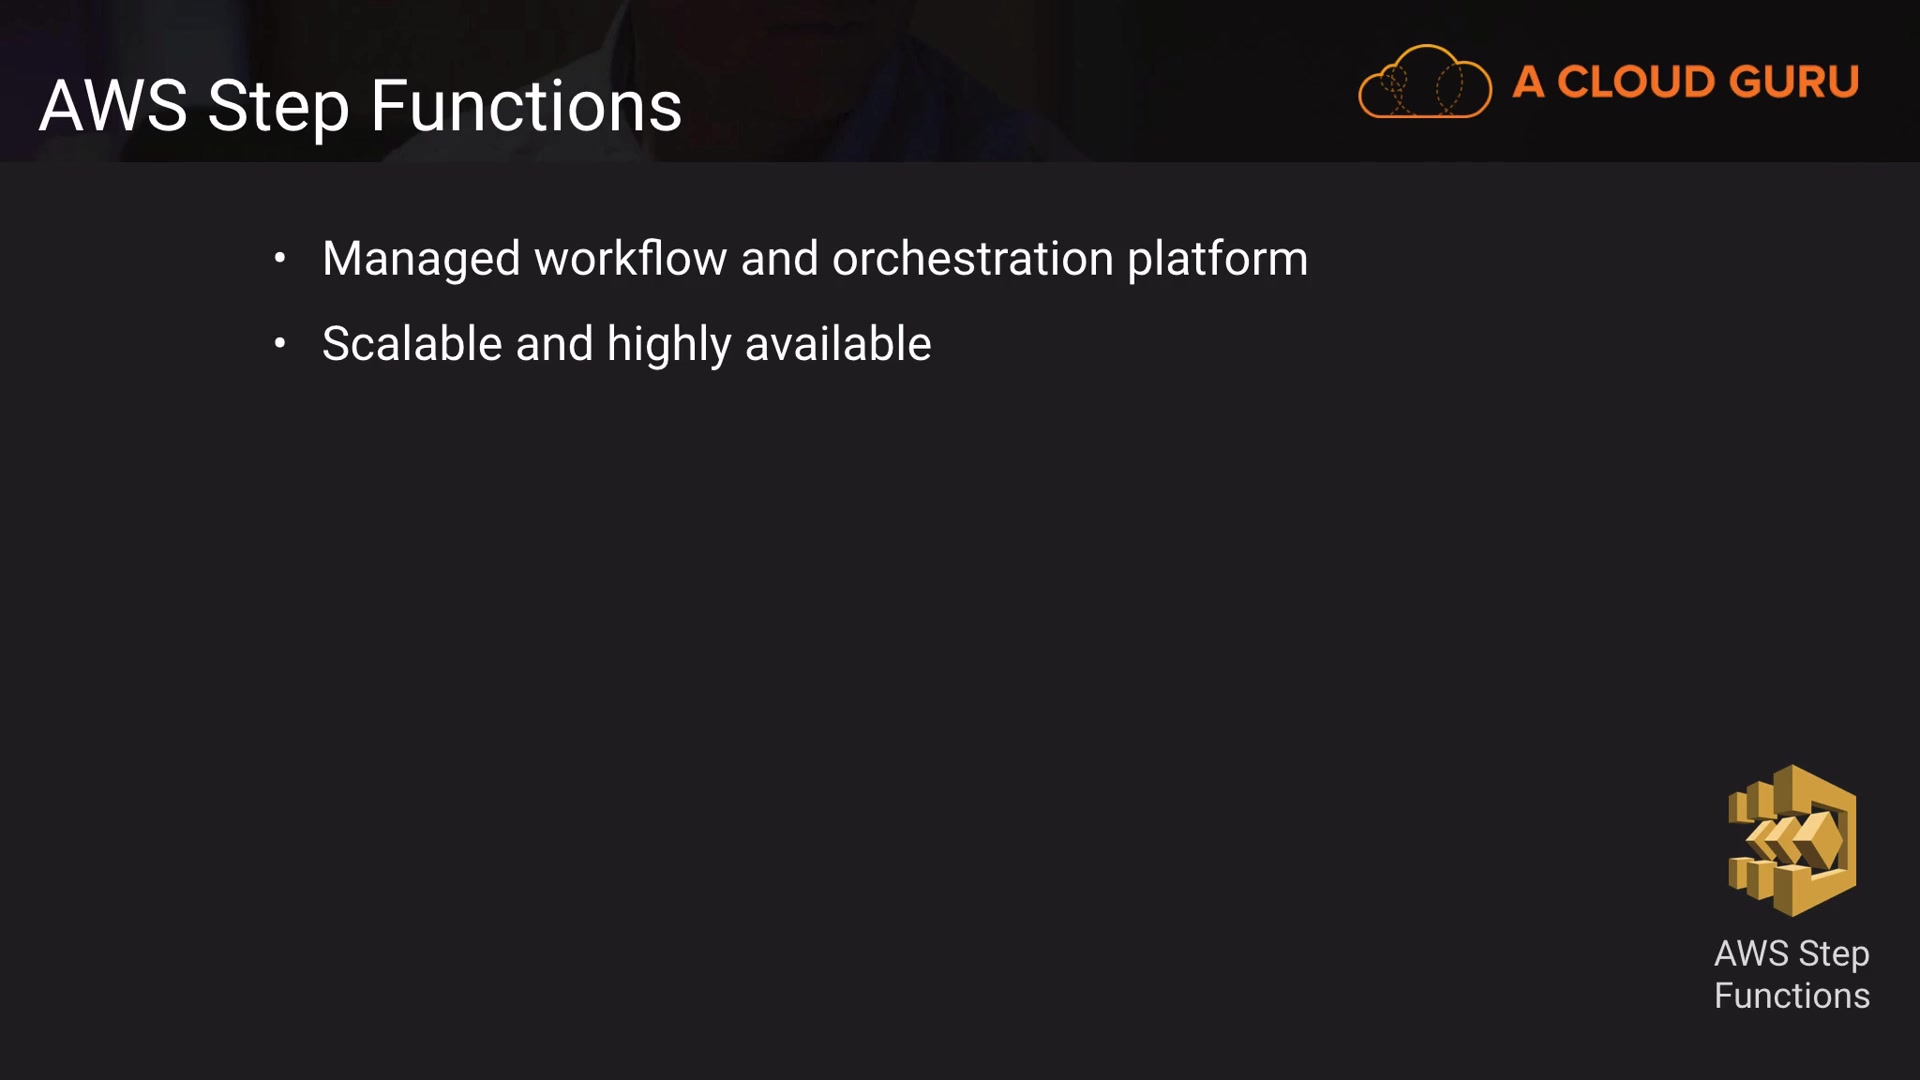 AWS Step Functions
A CLOUD GURU
• Managed workflow and orchestration platform
• Scalable and highly available
AWS Step
Functions